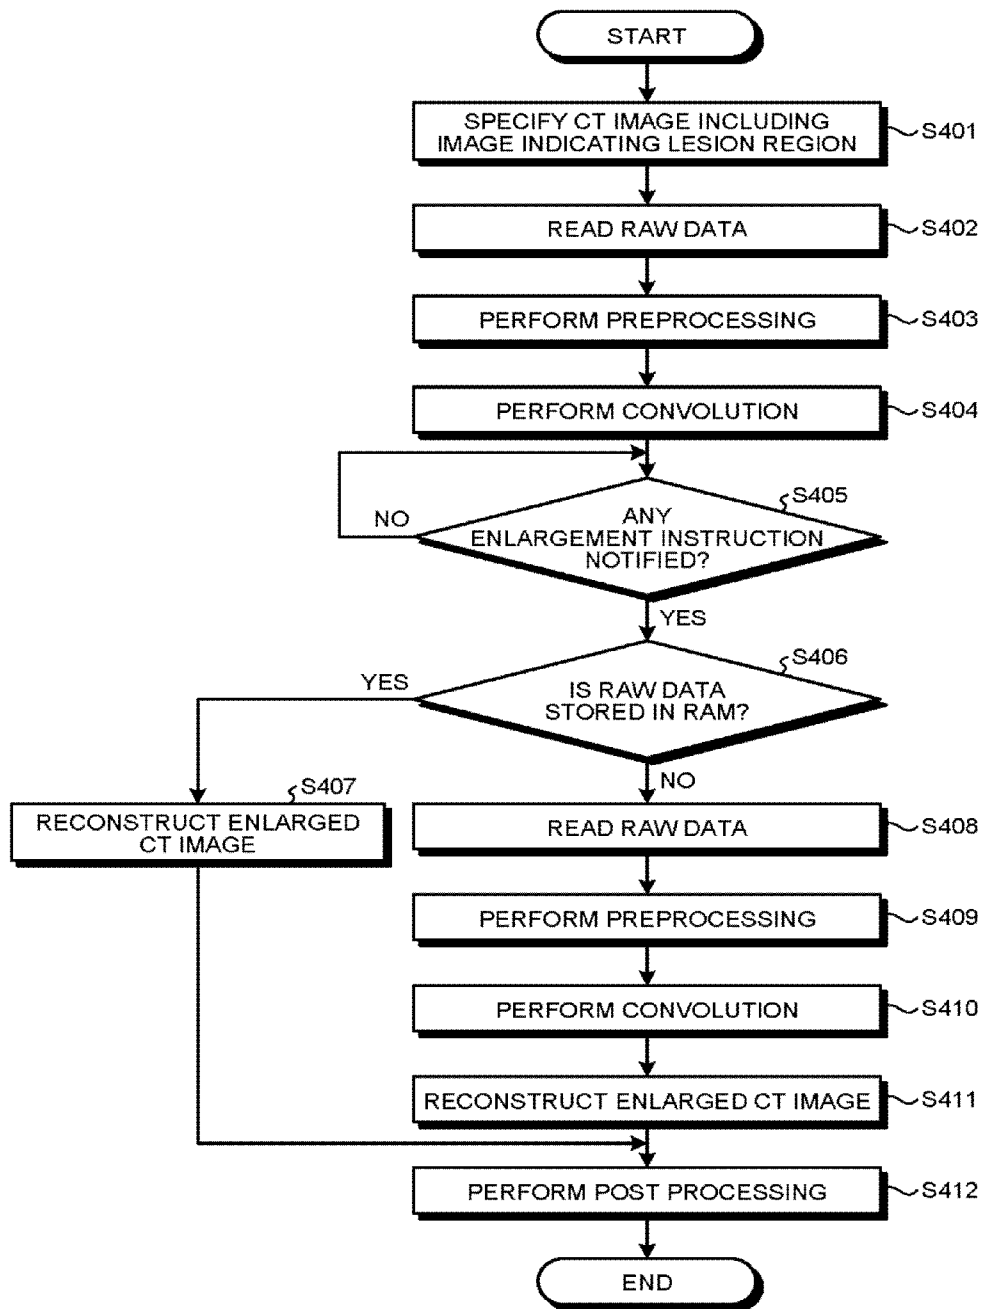 START
SPECIFY CT IMAGE INCLUDING
IMAGE INDICATING LESION REGION
S401
READ RAW DATA
S402
PERFORM PREPROCESSING
S403
PERFORM CONVOLUTION
S404
S405
ANY
ENLARGEMENT INSTRUCTION
NOTIFIED?
NO
YES
S406
IS RAW DATA
STORED IN RAM?
YES
NO
S407
RECONSTRUCT ENLARGED
CT IMAGE
READ RAW DATA
S408
PERFORM PREPROCESSING
S409
PERFORM CONVOLUTION
S410
RECONSTRUCT ENLARGED CT IMAGE
S411
PERFORM POST PROCESSING
S412
END